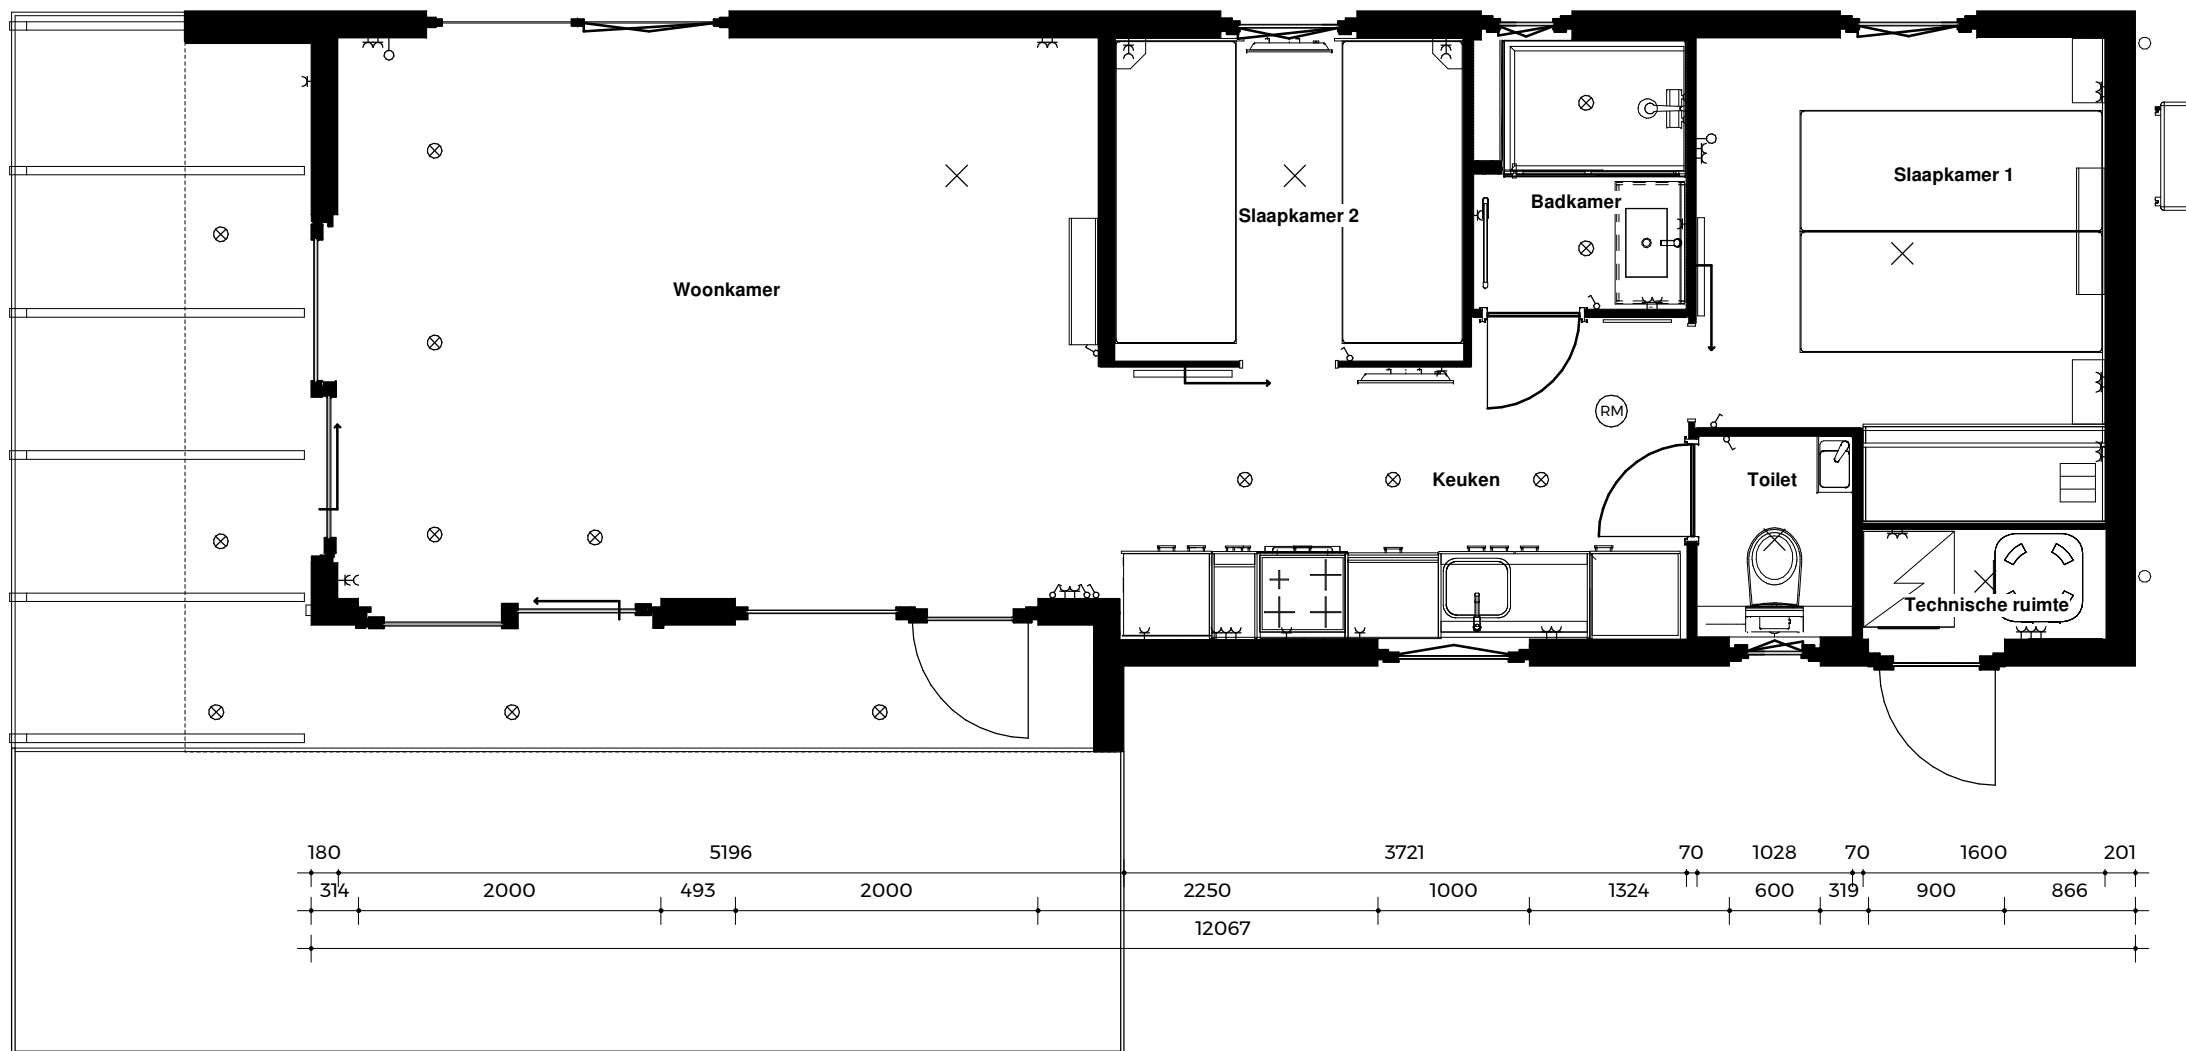 Slaapkamer 1
Badkamer
Slaapkamer 2
Woonkamer
RM
Keuken
Toilet
Technische ruimte
180 5196 3721 70 1028 70 1600 201
314 2000 493 2000 2250 1000 1324 600 319 900 866
12067